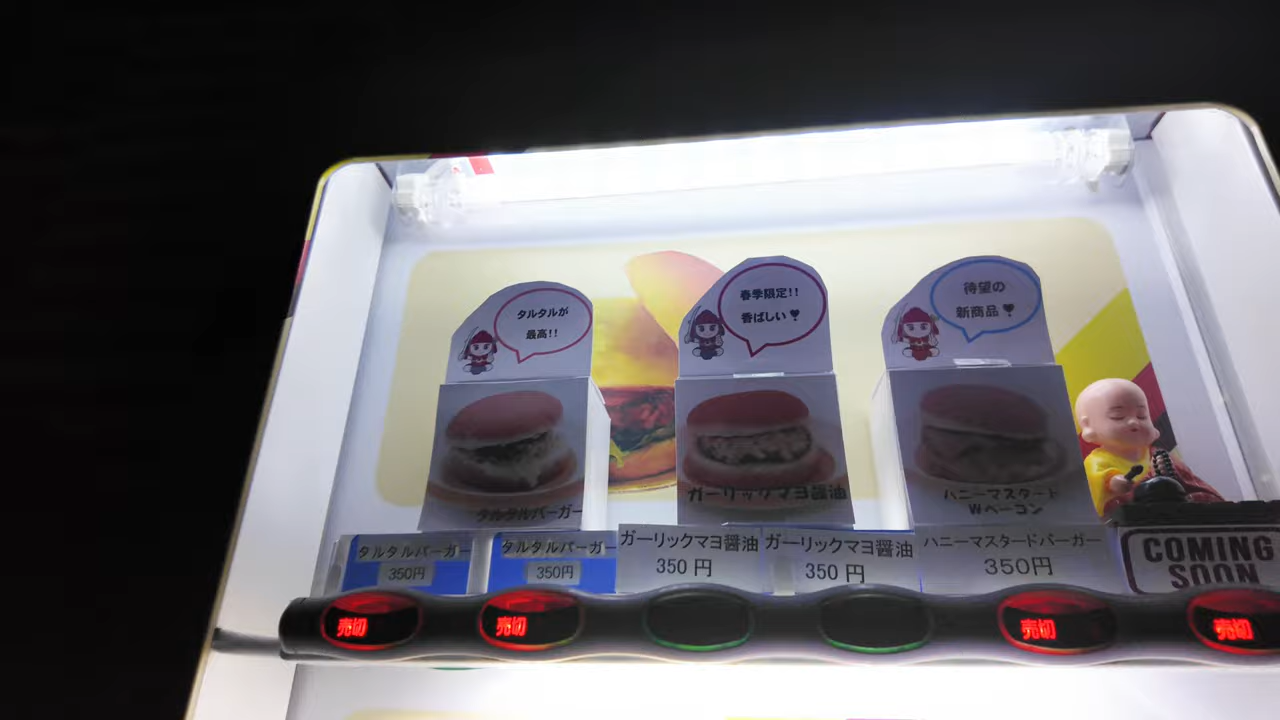 タルタルが
最高!!
春季限定!!
香ばしい♥
待望の
新商品♥
タルタルバーガー
ガーリックマヨ醤油
ハニーマスタード
Wベーコン
タルタルバーガー
350円
タルタルバーガー
350円
ガーリックマヨ醤油
350円
ガーリックマヨ醤油
350円
ハニーマスタードバーガー
350円
COMING
SOON
売切
売切
売切
売切